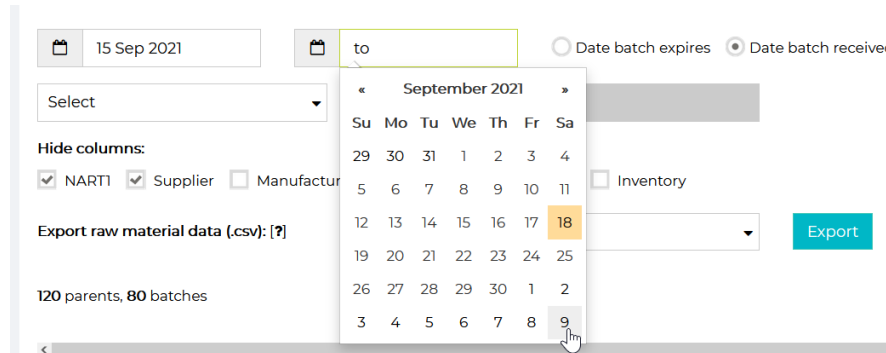 15 Sep 2021 to Date batch expires Date batch received
Select
« September 2021 »
Su Mo Tu We Th Fr Sa
29 30 31 1 2 3 4
5 6 7 8 9 10 11
12 13 14 15 16 17 18
19 20 21 22 23 24 25
26 27 28 29 30 1 2
3 4 5 6 7 8 9
Hide columns:
NART1 Supplier Manufactur Inventory
Export raw material data (.csv): [?] Export
120 parents, 80 batches